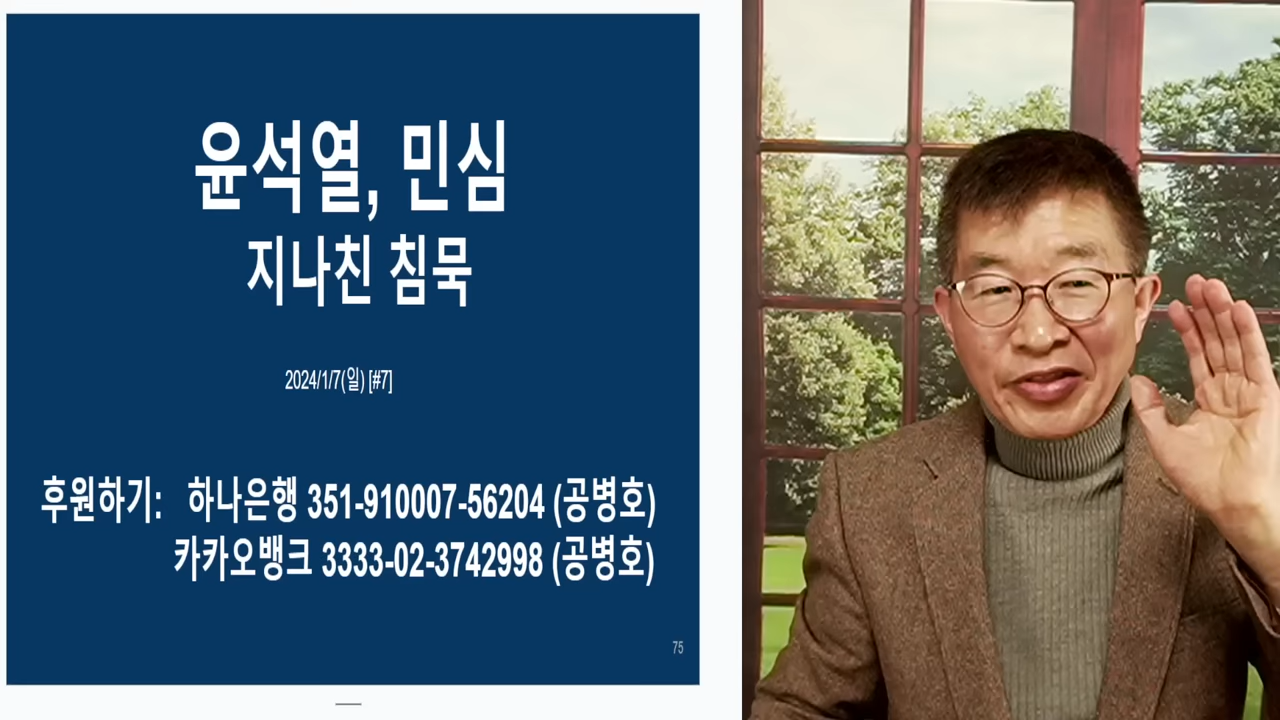 윤석열, 민심
지나친 침묵
2024/1/7(일) [#7]
후원하기: 하나은행 351-910007-56204 (공병호)
카카오뱅크 3333-02-3742998 (공병호)
75